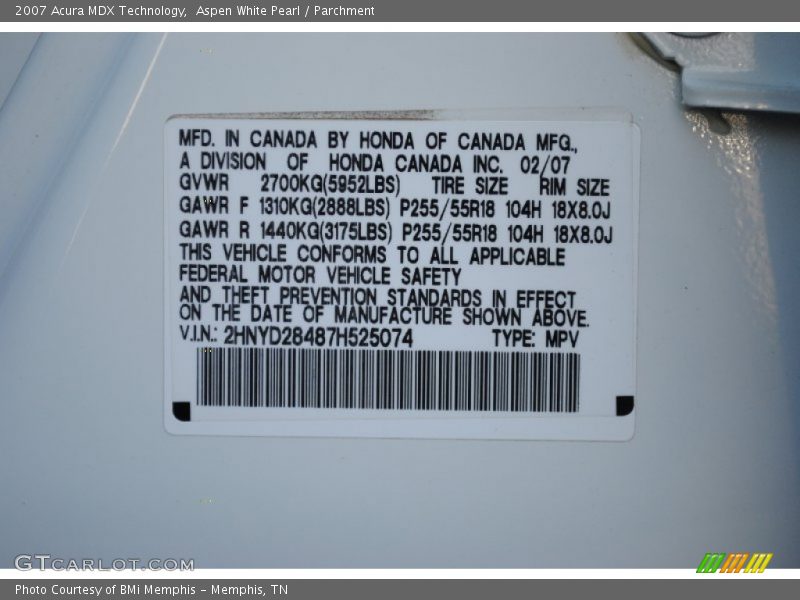 2007 Acura MDX Technology,  Aspen White Pearl / Parchment
MFD. IN CANADA BY HONDA OF CANADA MFG.,
A DIVISION OF HONDA CANADA INC. 02/07
GVWR 2700KG(5952LBS) TIRE SIZE RIM SIZE
GAWR F 1310KG(2888LBS) P255/55R18 104H 18X8.0J
GAWR R 1440KG(3175LBS) P255/55R18 104H 18X8.0J
THIS VEHICLE CONFORMS TO ALL APPLICABLE
FEDERAL MOTOR VEHICLE SAFETY
AND THEFT PREVENTION STANDARDS IN EFFECT
ON THE DATE OF MANUFACTURE SHOWN ABOVE.
V.I.N.: 2HNYD28487H525074 TYPE: MPV
GTCARLOT.COM
Photo Courtesy of BMi Memphis – Memphis, TN